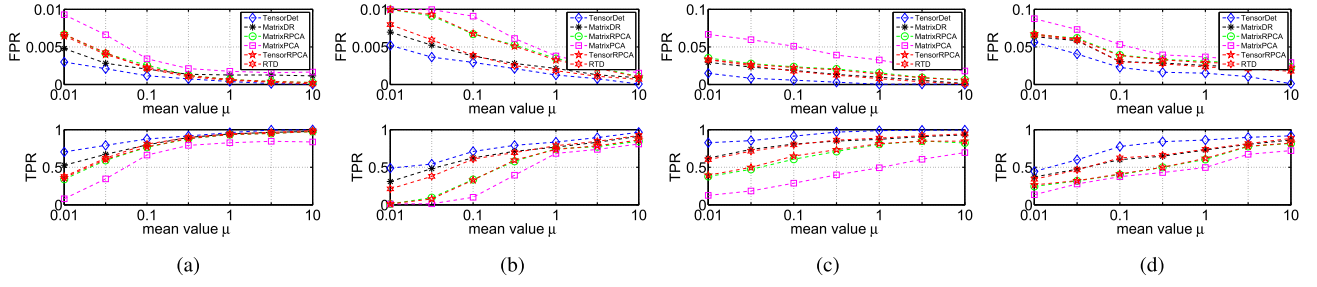 0.01
0.005
0
FPR
0.01 0.1 1 10
mean value μ
TensorDet
MatrixDR
MatrixRPCA
MatrixPCA
TensorRPCA
RTD
1
0.5
0
TPR
0.01 0.1 1 10
mean value μ
(a)
0.01
0.005
0
FPR
0.01 0.1 1 10
mean value μ
TensorDet
MatrixDR
MatrixRPCA
MatrixPCA
TensorRPCA
RTD
1
0.5
0
TPR
0.01 0.1 1 10
mean value μ
(b)
0.1
0.05
0
FPR
0.01 0.1 1 10
mean value μ
TensorDet
MatrixDR
MatrixRPCA
MatrixPCA
TensorRPCA
RTD
1
0.5
0
TPR
0.01 0.1 1 10
mean value μ
(c)
0.1
0.05
0
FPR
0.01 0.1 1 10
mean value μ
TensorDet
MatrixDR
MatrixRPCA
MatrixPCA
TensorRPCA
RTD
1
0.5
0
TPR
0.01 0.1 1 10
mean value μ
(d)